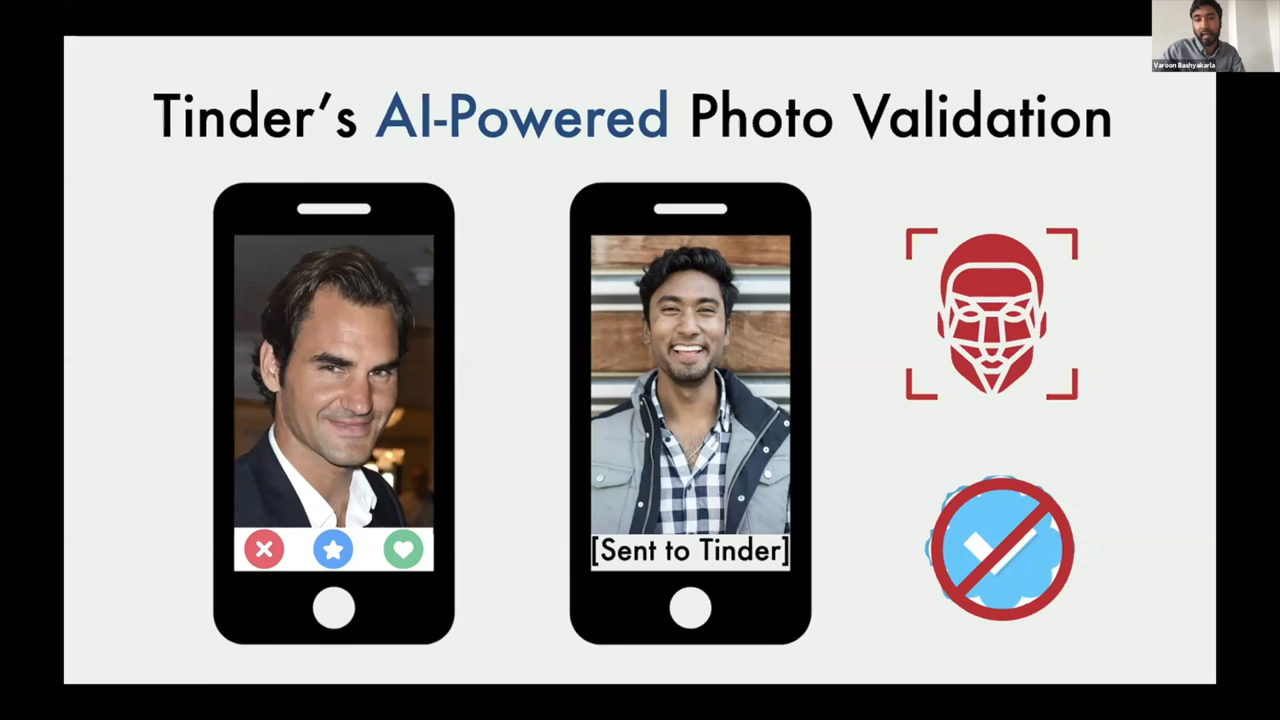 Varoon Bashyakarla
Tinder's AI-Powered Photo Validation
[Sent to Tinder]